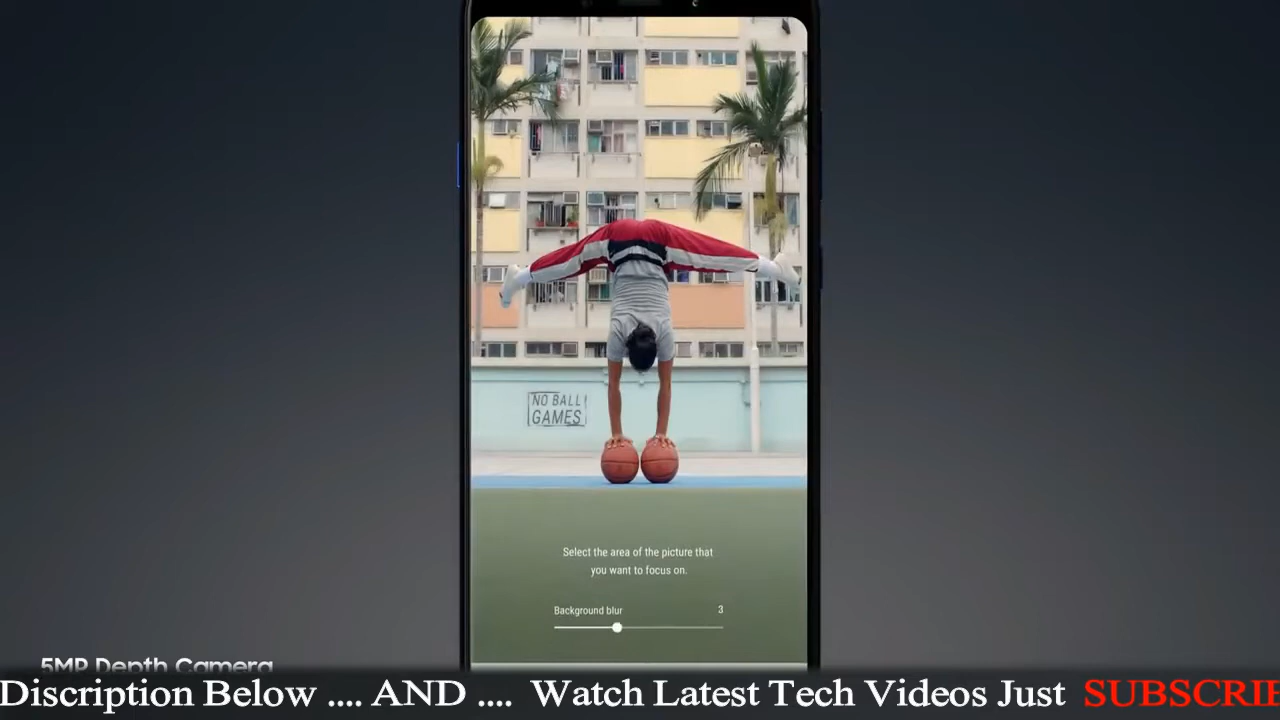 NO BALL
GAMES
Select the area of the picture that
you want to focus on.
Background blur 3
5MP Depth Camera
Discription Below .... AND .... Watch Latest Tech Videos Just SUBSCRIE